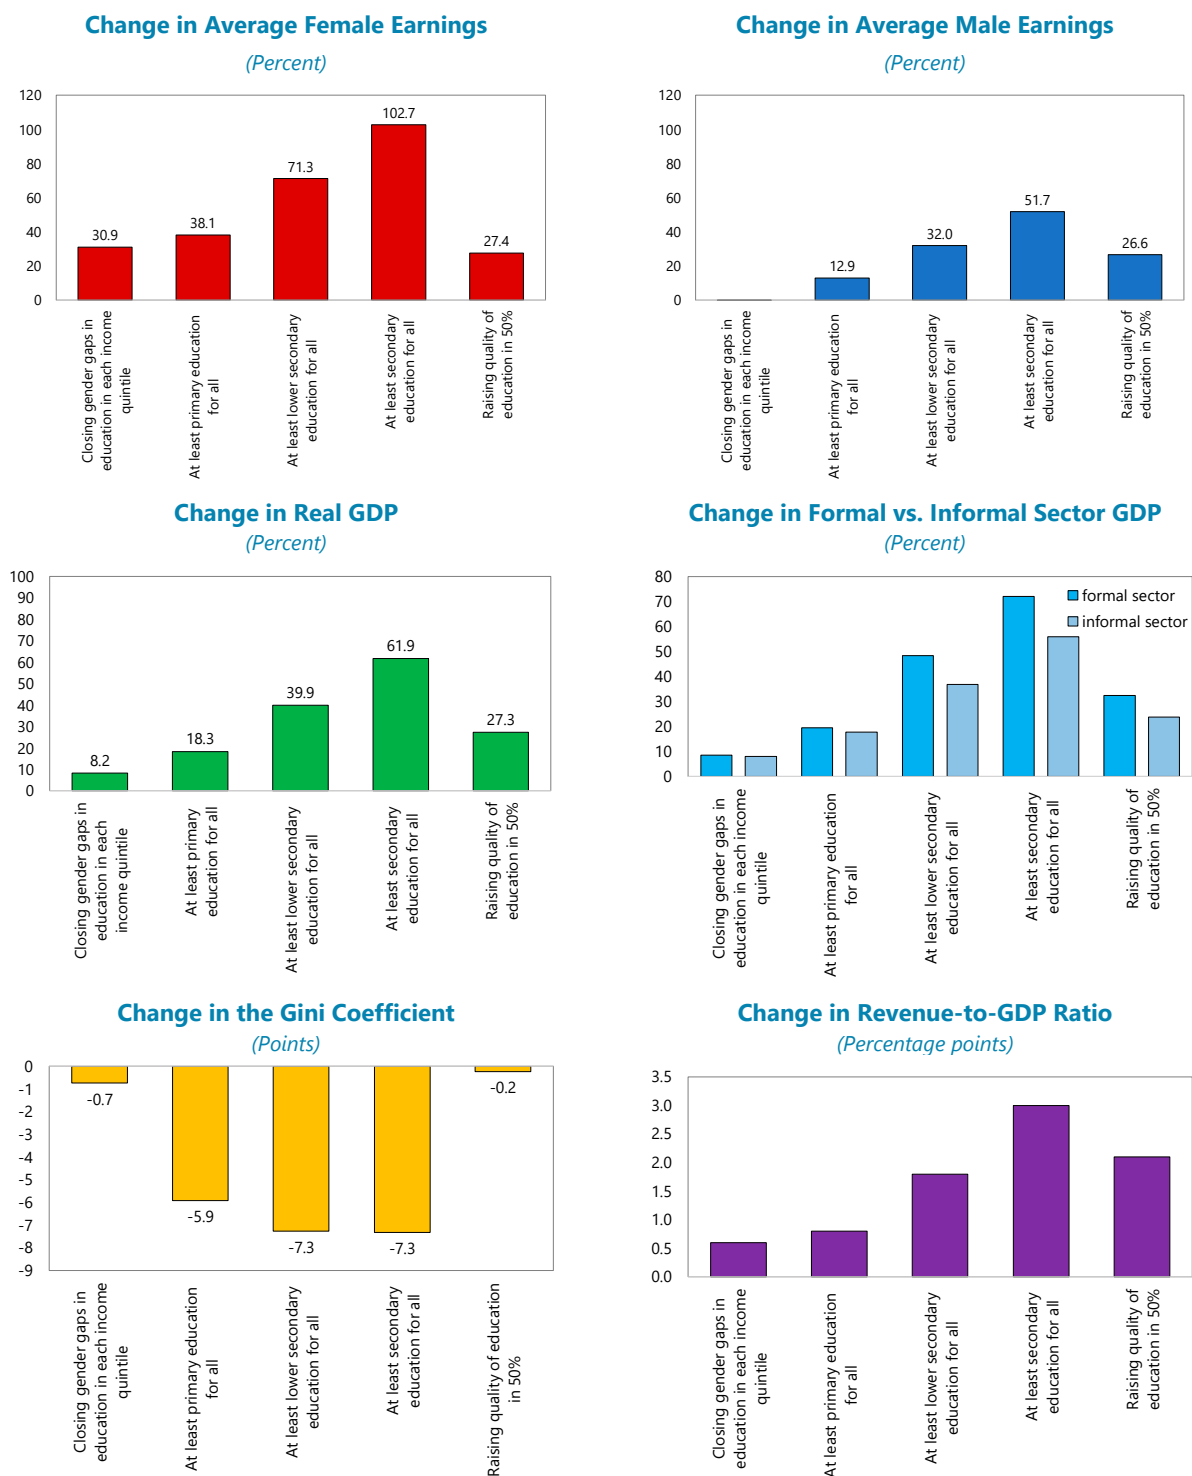 Change in Average Female Earnings
(Percent)
120
100
80
60
40
20
0
30.9
38.1
71.3
102.7
27.4
Closing gender gaps in
education in each income
quintile
At least primary education
for all
At least lower secondary
education for all
At least secondary
education for all
Raising quality of
education in 50%
Change in Average Male Earnings
(Percent)
120
100
80
60
40
20
0
12.9
32.0
51.7
26.6
Closing gender gaps in
education in each income
quintile
At least primary education
for all
At least lower secondary
education for all
At least secondary
education for all
Raising quality of
education in 50%
Change in Real GDP
(Percent)
100
90
80
70
60
50
40
30
20
10
0
8.2
18.3
39.9
61.9
27.3
Closing gender gaps in
education in each
income quintile
At least primary
education for all
At least lower secondary
education for all
At least secondary
education for all
Raising quality of
education in 50%
Change in Formal vs. Informal Sector GDP
(Percent)
80
70
60
50
40
30
20
10
0
formal sector
informal sector
Closing gender gaps in
education in each income
quintile
At least primary education
for all
At least lower secondary
education for all
At least secondary
education for all
Raising quality of
education in 50%
Change in the Gini Coefficient
(Points)
0
-1
-2
-3
-4
-5
-6
-7
-8
-9
-0.7
-5.9
-7.3
-7.3
-0.2
Closing gender gaps in
education in each income
quintile
At least primary education
for all
At least lower secondary
education for all
At least secondary
education for all
Raising quality of education
in 50%
Change in Revenue-to-GDP Ratio
(Percentage points)
3.5
3.0
2.5
2.0
1.5
1.0
0.5
0.0
Closing gender gaps in
education in each income
quintile
At least primary education
for all
At least lower secondary
education for all
At least secondary
education for all
Raising quality of
education in 50%